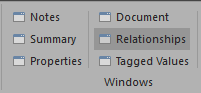 Notes Document
Summary Relationships
Properties Tagged Values
Windows